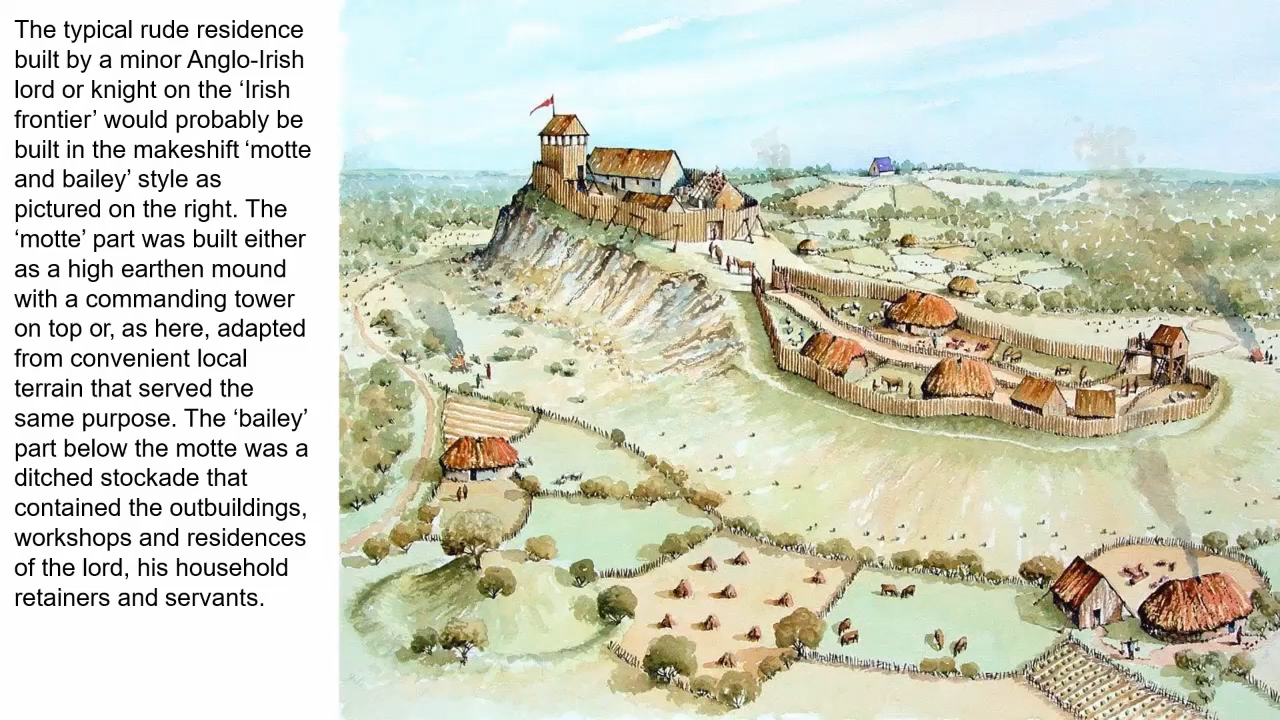 The typical rude residence
built by a minor Anglo-Irish
lord or knight on the ‘Irish
frontier’ would probably be
built in the makeshift ‘motte
and bailey’ style as
pictured on the right. The
‘motte’ part was built either
as a high earthen mound
with a commanding tower
on top or, as here, adapted
from convenient local
terrain that served the
same purpose. The ‘bailey’
part below the motte was a
ditched stockade that
contained the outbuildings,
workshops and residences
of the lord, his household
retainers and servants.